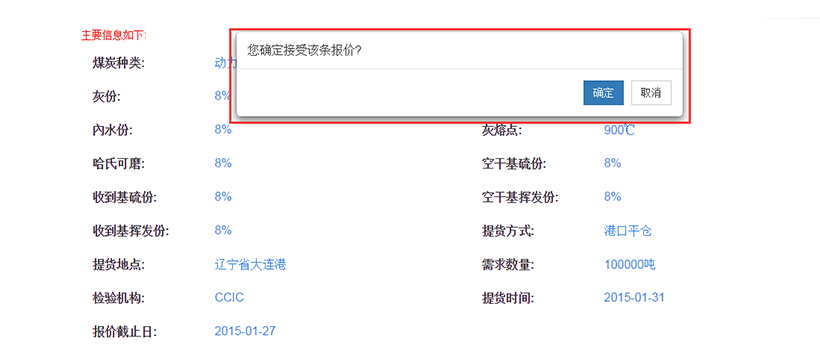 主要信息如下:
您确定接受该条报价?
煤炭种类: 动力
确定 取消
灰份: 8%
内水份: 8% 灰熔点: 900℃
哈氏可磨: 8% 空干基硫份: 8%
收到基硫份: 8% 空干基挥发份: 8%
收到基挥发份: 8% 提货方式: 港口平仓
提货地点: 辽宁省大连港 需求数量: 100000吨
检验机构: CCIC 提货时间: 2015-01-31
报价截止日: 2015-01-27